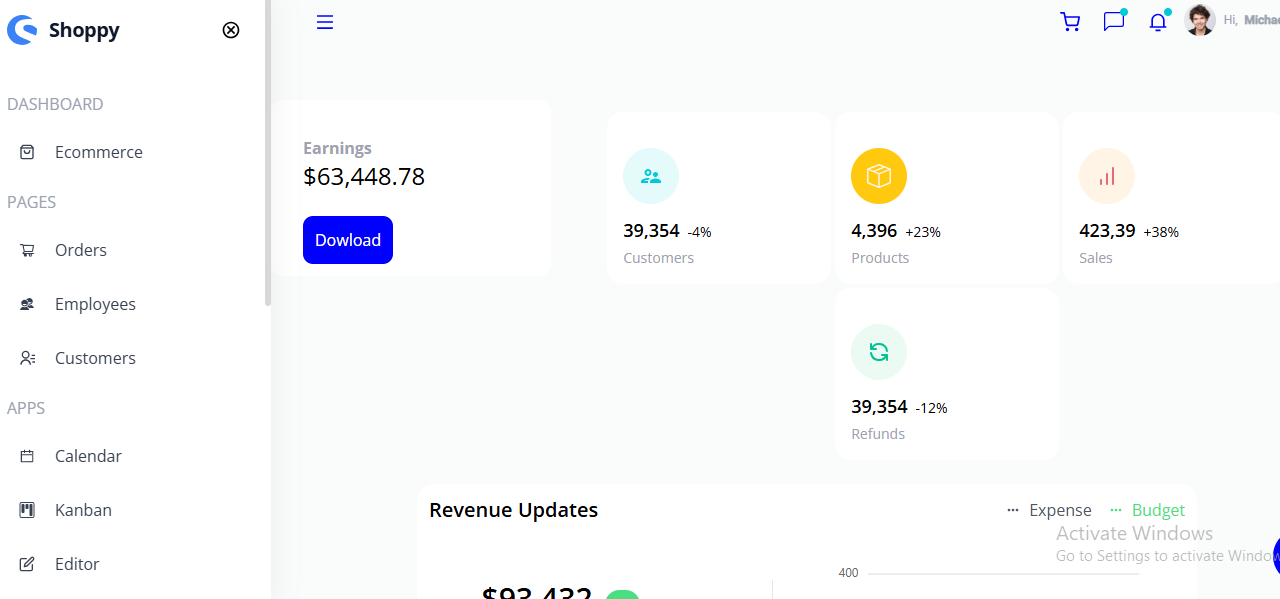 Shoppy
DASHBOARD
Ecommerce
PAGES
Orders
Employees
Customers
APPS
Calendar
Kanban
Editor
Hi, Michae
Earnings
$63,448.78
Dowload
39,354 -4%
Customers
4,396 +23%
Products
423,39 +38%
Sales
39,354 -12%
Refunds
Revenue Updates
Expense
Budget
Activate Windows
Go to Settings to activate Window
400
$93,432